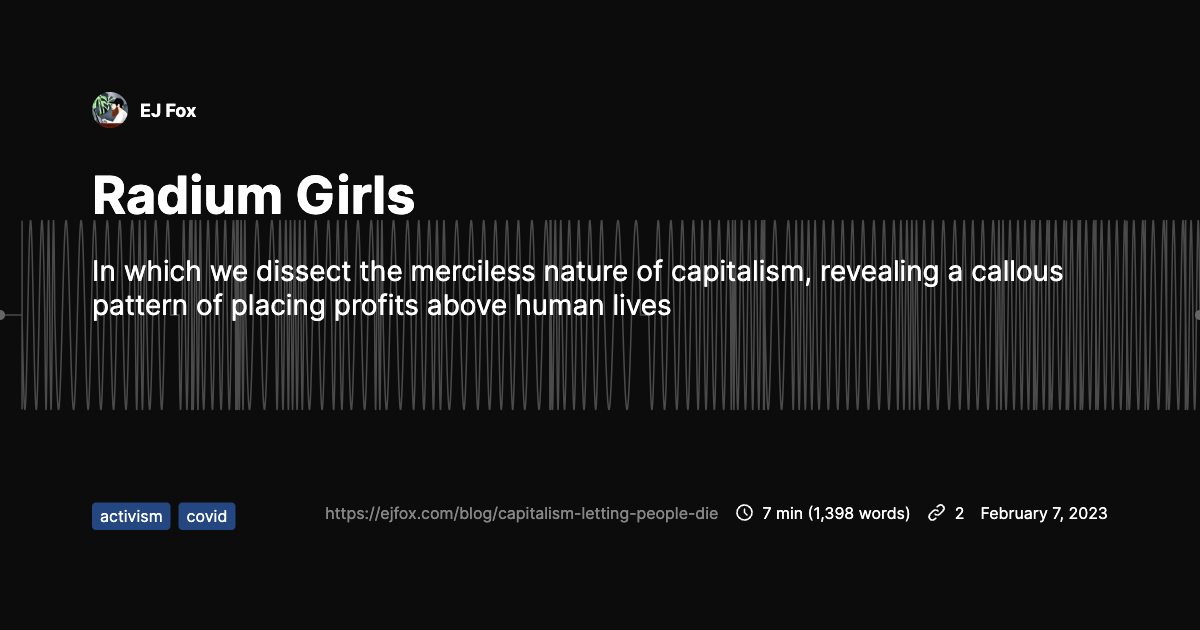 EJ Fox
Radium Girls
In which we dissect the merciless nature of capitalism, revealing a callous
pattern of placing profits above human lives
activism covid https://ejfox.com/blog/capitalism-letting-people-die 7 min (1,398 words) 2 February 7, 2023